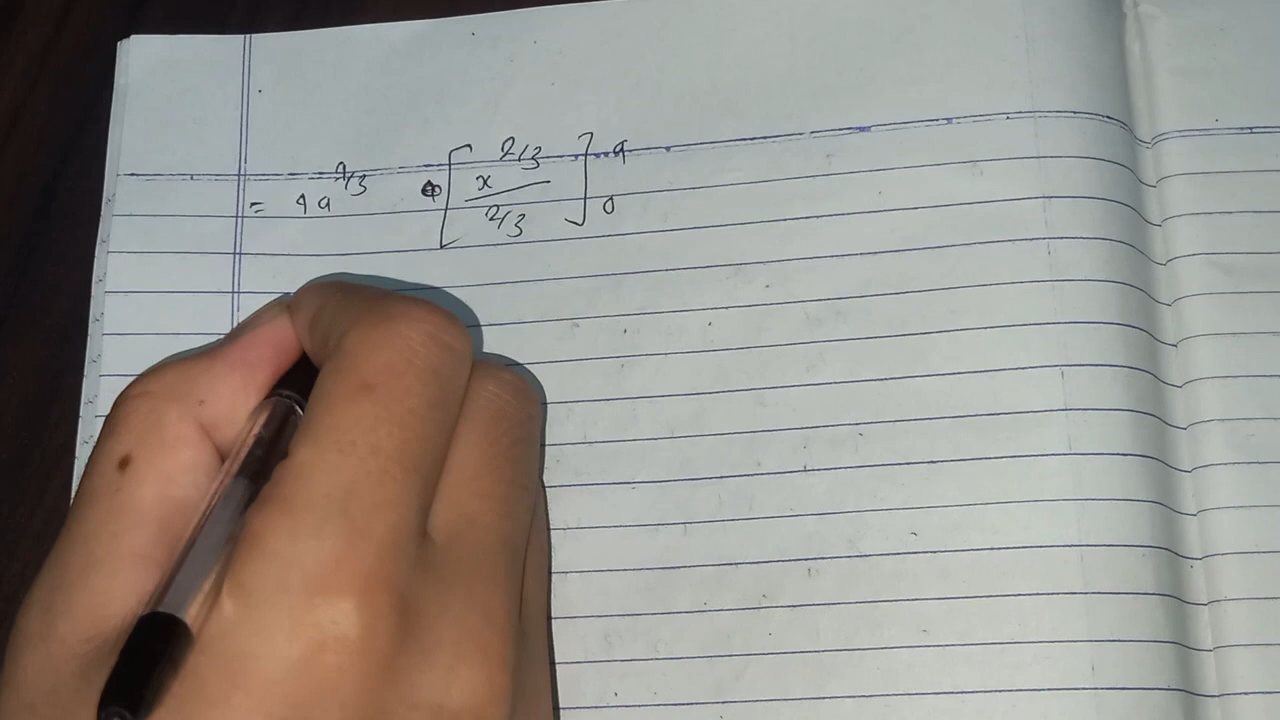 = 4a^{1/3} [ x^{2/3} / 2/3 ]_0^a